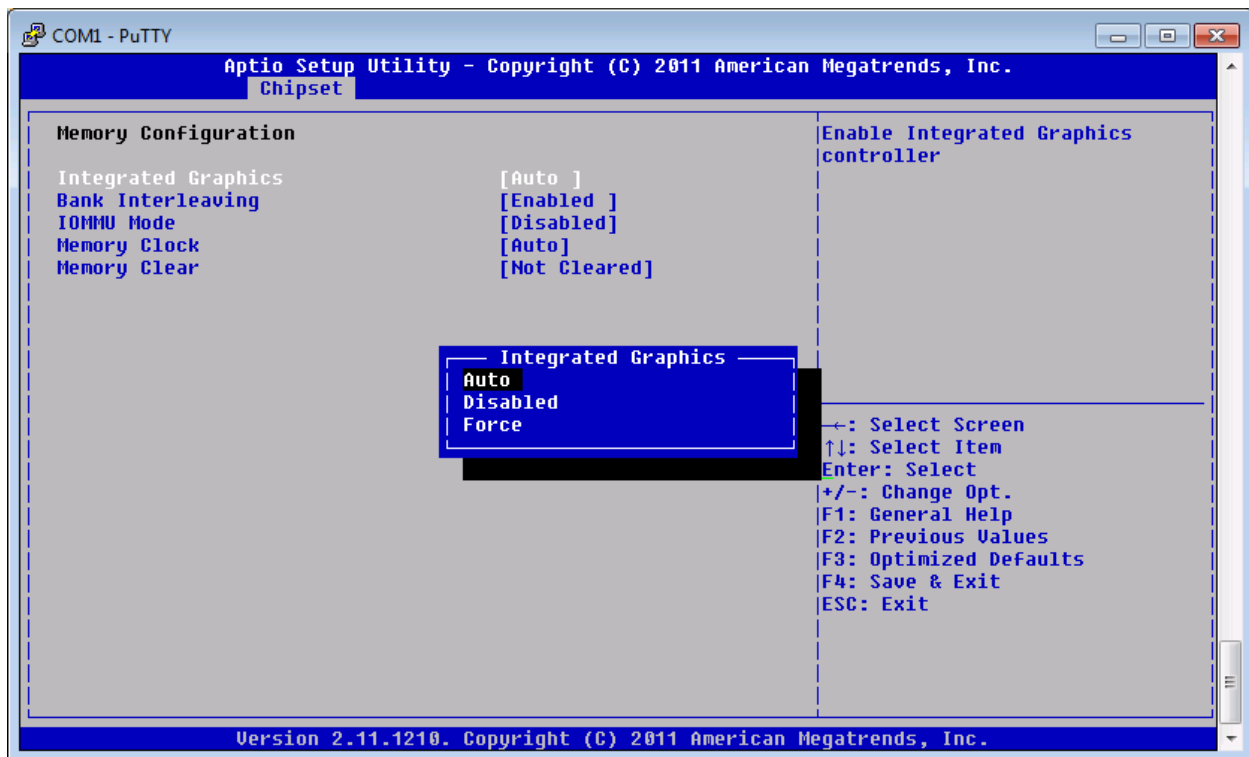 COM1 - PuTTY
Aptio Setup Utility - Copyright (C) 2011 American Megatrends, Inc.
Chipset
Memory Configuration
Integrated Graphics [Auto ]
Bank Interleaving [Enabled ]
IOMMU Mode [Disabled]
Memory Clock [Auto]
Memory Clear [Not Cleared]
Enable Integrated Graphics
controller
Integrated Graphics
Auto
Disabled
Force
→←: Select Screen
↑↓: Select Item
Enter: Select
+/-: Change Opt.
F1: General Help
F2: Previous Values
F3: Optimized Defaults
F4: Save & Exit
ESC: Exit
Version 2.11.1210. Copyright (C) 2011 American Megatrends, Inc.